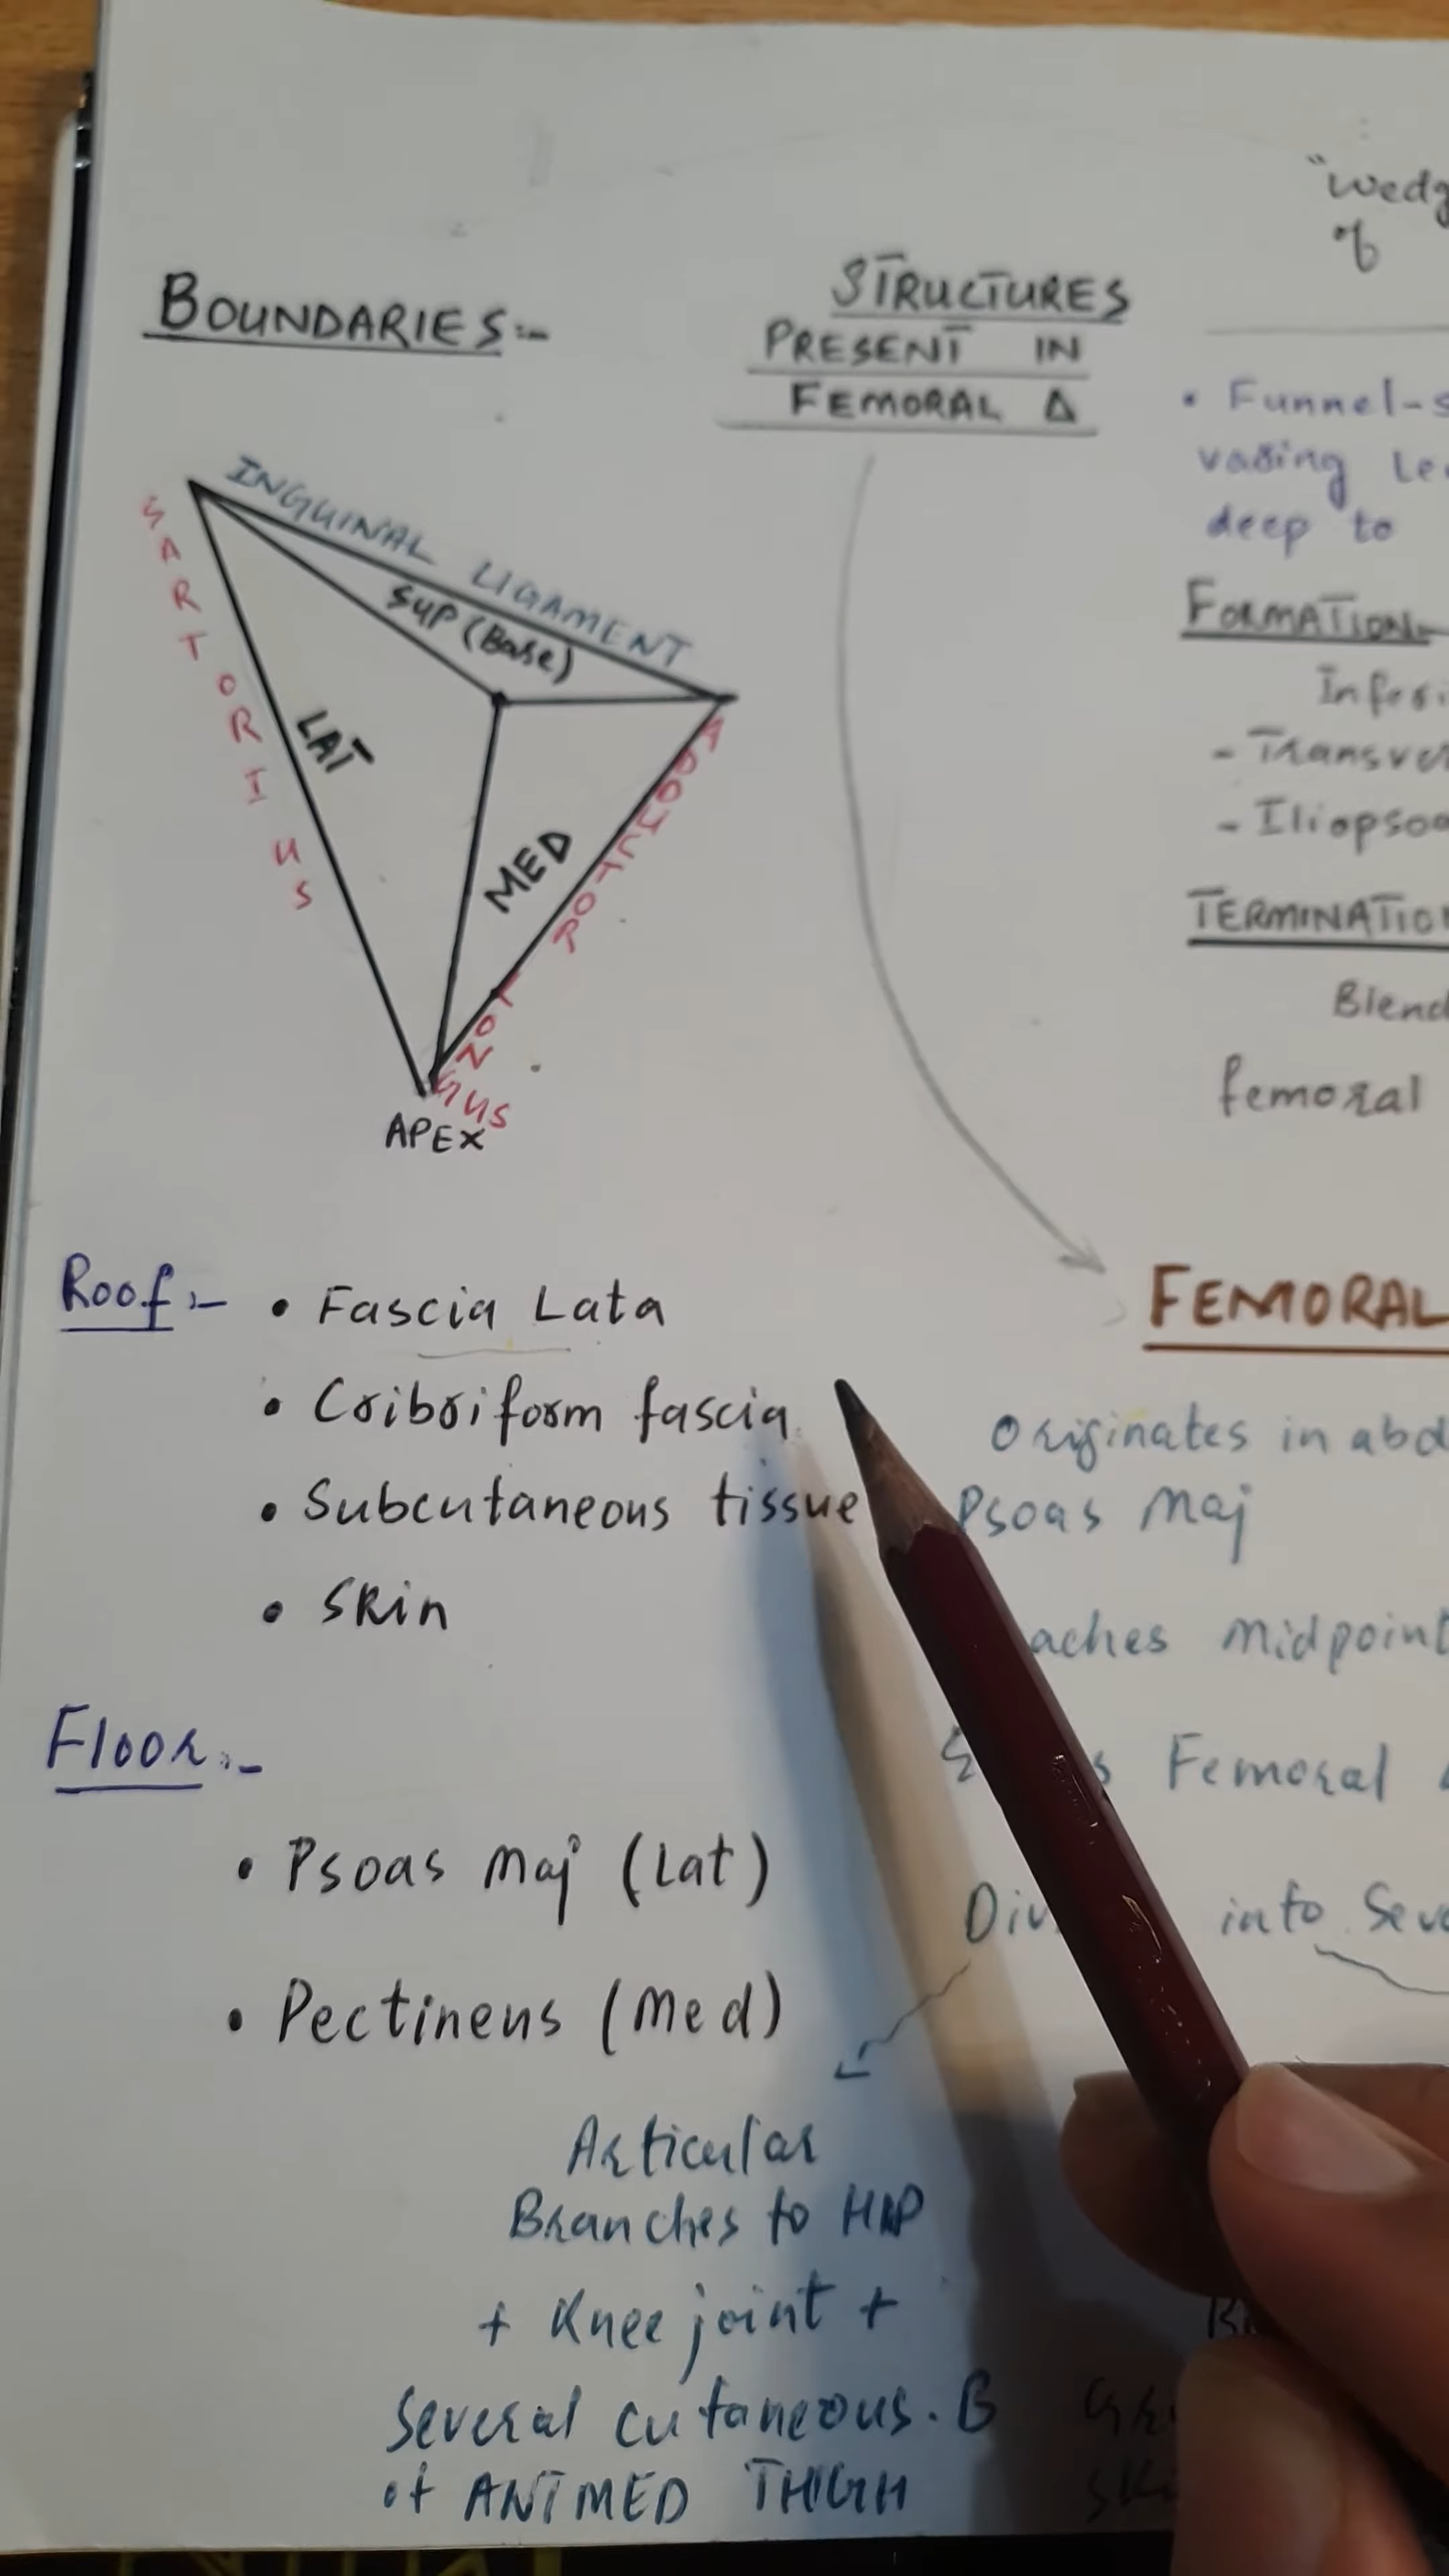 BOUNDARIES:-
INGUINAL LIGAMENT
SARTORIUS
Sup (Base)
LAT
MED
ADDUCTOR LONGUS
APEX
Roof:-
• Fascia Lata
• Cribriform fascia
• Subcutaneous tissue
• Skin
Floor:-
• Psoas Maj (Lat)
• Pectineus (Med)
STRUCTURES
PRESENT IN
FEMORAL Δ
"Wedg
of
• Funnel-s
vading Le
deep to
FORMATION-
Inferi
- Transver
- Iliopsoa
TERMINATIO
Blend
femoral
FEMORAL
Originates in abd
Psoas Maj
aches Midpoint
Femoral
Div into Seve
Articular
Branches to HIP
+ Knee joint +
Several cutaneous. B
of ANTMED THIGH